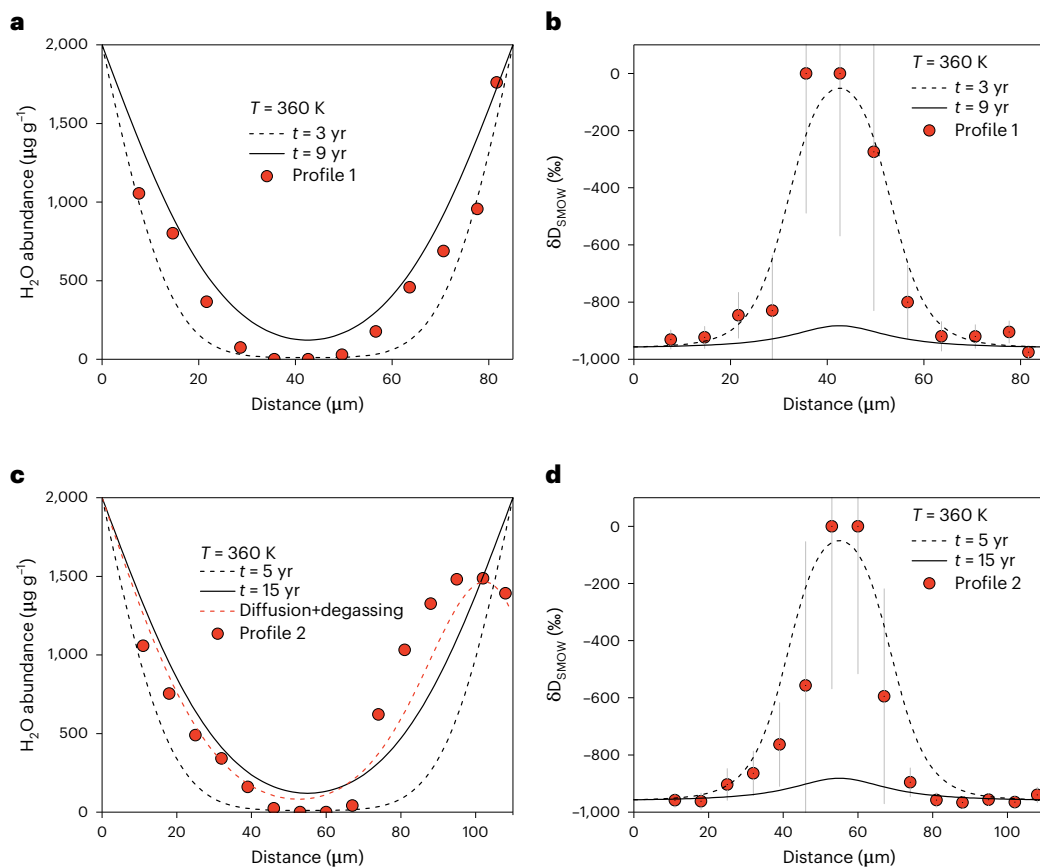 a
H₂O abundance (μg g⁻¹)
2,000
1,500
1,000
500
0
T = 360 K
t = 3 yr
t = 9 yr
Profile 1
0 20 40 60 80
Distance (μm)
b
δD_SMOW (‰)
0
−200
−400
−600
−800
−1,000
T = 360 K
t = 3 yr
t = 9 yr
Profile 1
0 20 40 60 80
Distance (μm)
c
H₂O abundance (μg g⁻¹)
2,000
1,500
1,000
500
0
T = 360 K
t = 5 yr
t = 15 yr
Diffusion+degassing
Profile 2
0 20 40 60 80 100
Distance (μm)
d
δD_SMOW (‰)
0
−200
−400
−600
−800
−1,000
T = 360 K
t = 5 yr
t = 15 yr
Profile 2
0 20 40 60 80 100
Distance (μm)